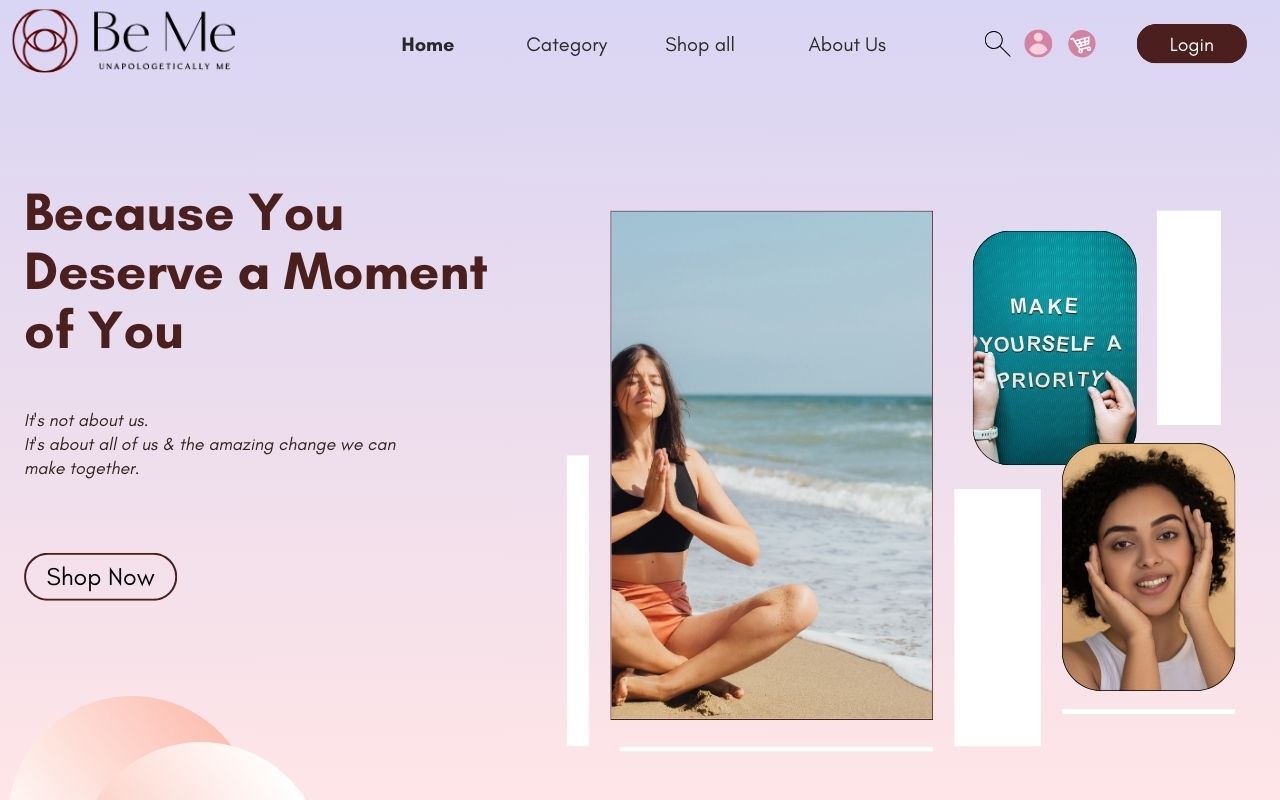 Be Me
UNAPOLOGETICALLY ME
Home
Category
Shop all
About Us
Login
Because You
Deserve a Moment
of You
It's not about us.
It's about all of us & the amazing change we can
make together.
Shop Now
MAKE
YOURSELF A
PRIORITY